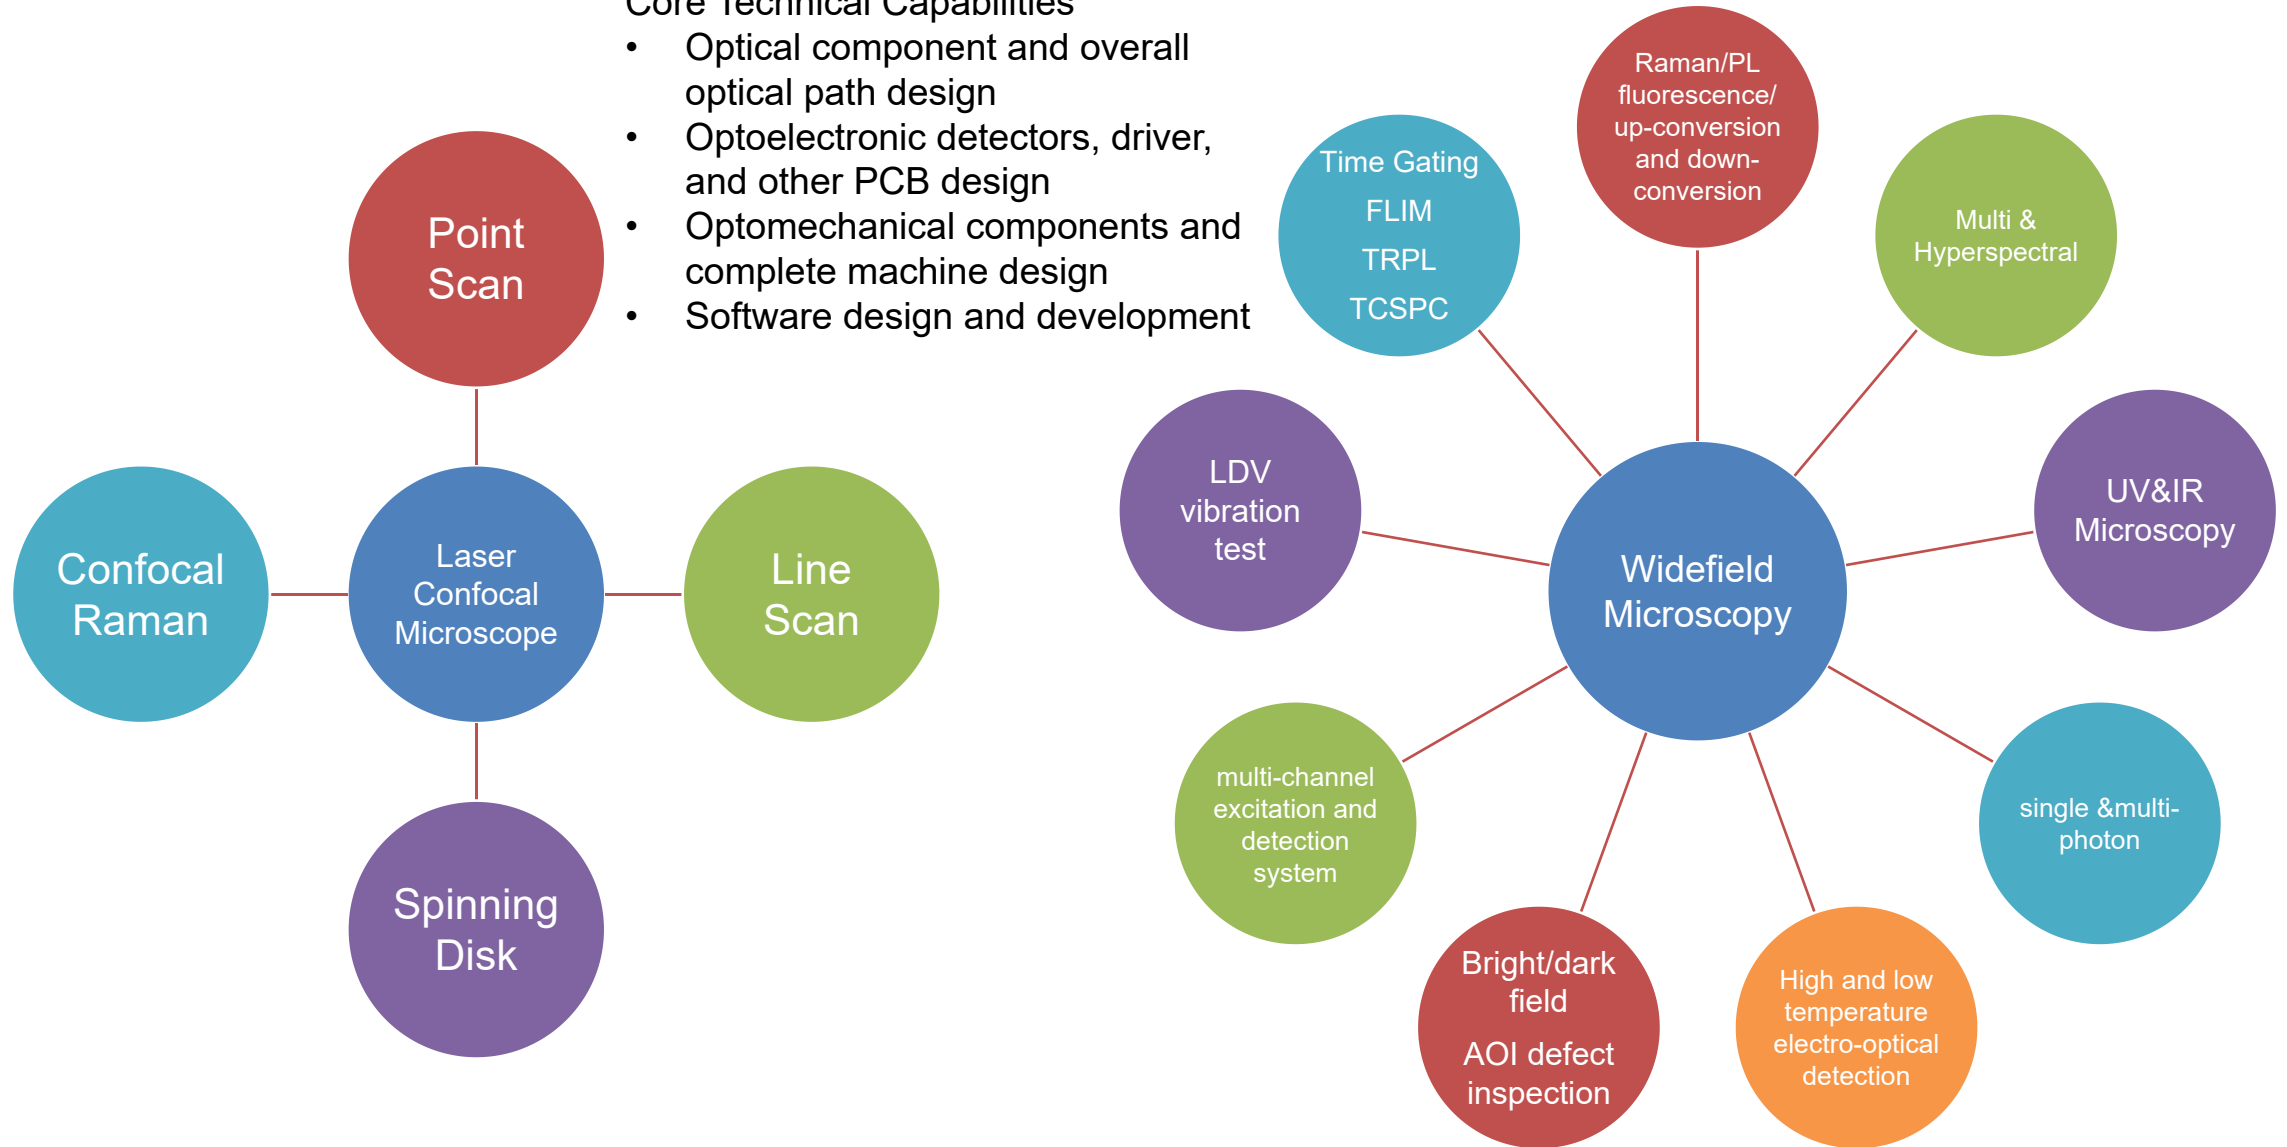 Core Technical Capabilities
• Optical component and overall
optical path design
• Optoelectronic detectors, driver,
and other PCB design
• Optomechanical components and
complete machine design
• Software design and development
Point
Scan
Confocal
Raman
Laser
Confocal
Microscope
Line
Scan
Spinning
Disk
Raman/PL
fluorescence/
up-conversion
and down-
conversion
Time Gating
FLIM
TRPL
TCSPC
Multi &
Hyperspectral
LDV
vibration
test
UV&IR
Microscopy
Widefield
Microscopy
multi-channel
excitation and
detection
system
single &multi-
photon
Bright/dark
field
AOI defect
inspection
High and low
temperature
electro-optical
detection